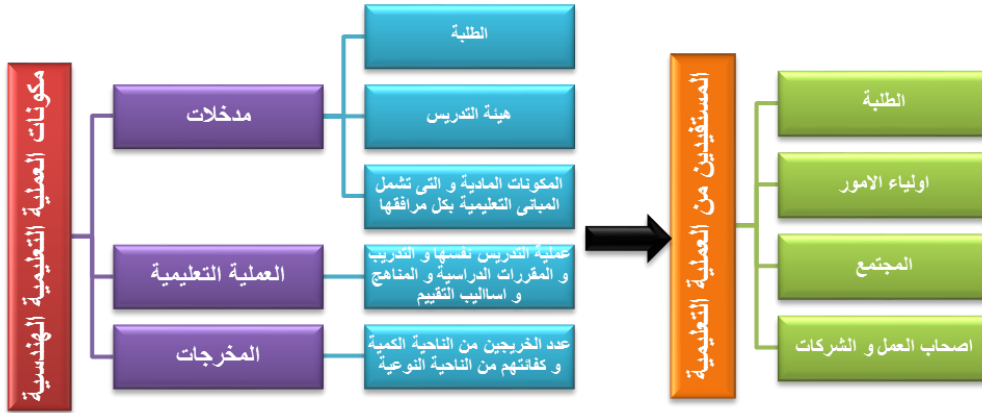 مكونات العملية التعليمية الهندسية
مدخلات
الطلبة
هيئة التدريس
المكونات المادية و التى تشمل
المبانى التعليمية بكل مرافقها
العملية التعليمية
عملية التدريس نفسها و التدريب
و المقررات الدراسية و المناهج
و اسااليب التقييم
المخرجات
عدد الخريجين من الناحية الكمية
و كفائتهم من الناحية النوعية
المستفيدين من العملية التعليمية
الطلبة
اولياء الامور
المجتمع
اصحاب العمل و الشركات